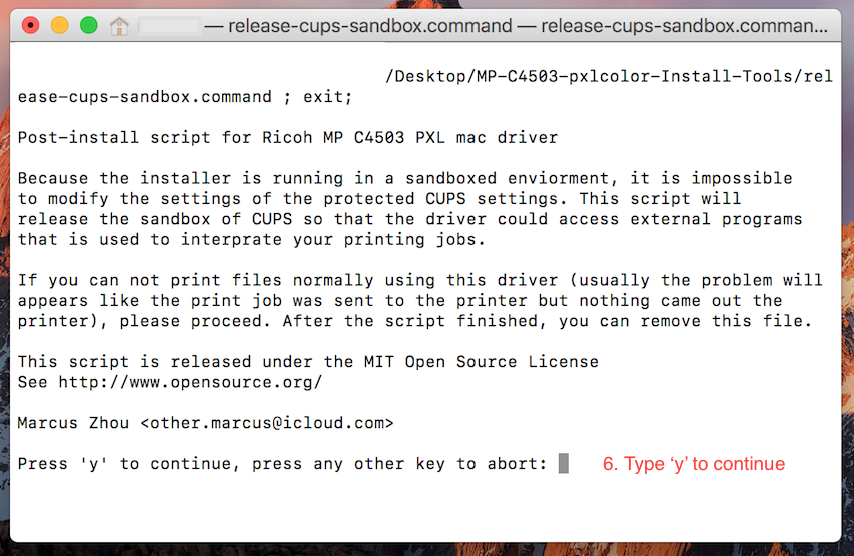 — release-cups-sandbox.command — release-cups-sandbox.comman...
/Desktop/MP-C4503-pxlcolor-Install-Tools/rel
ease-cups-sandbox.command ; exit;
Post-install script for Ricoh MP C4503 PXL mac driver
Because the installer is running in a sandboxed enviorment, it is impossible
to modify the settings of the protected CUPS settings. This script will
release the sandbox of CUPS so that the driver could access external programs
that is used to interprate your printing jobs.
If you can not print files normally using this driver (usually the problem will
appears like the print job was sent to the printer but nothing came out the
printer), please proceed. After the script finished, you can remove this file.
This script is released under the MIT Open Source License
See http://www.opensource.org/
Marcus Zhou <other.marcus@icloud.com>
Press 'y' to continue, press any other key to abort: 6. Type ‘y’ to continue